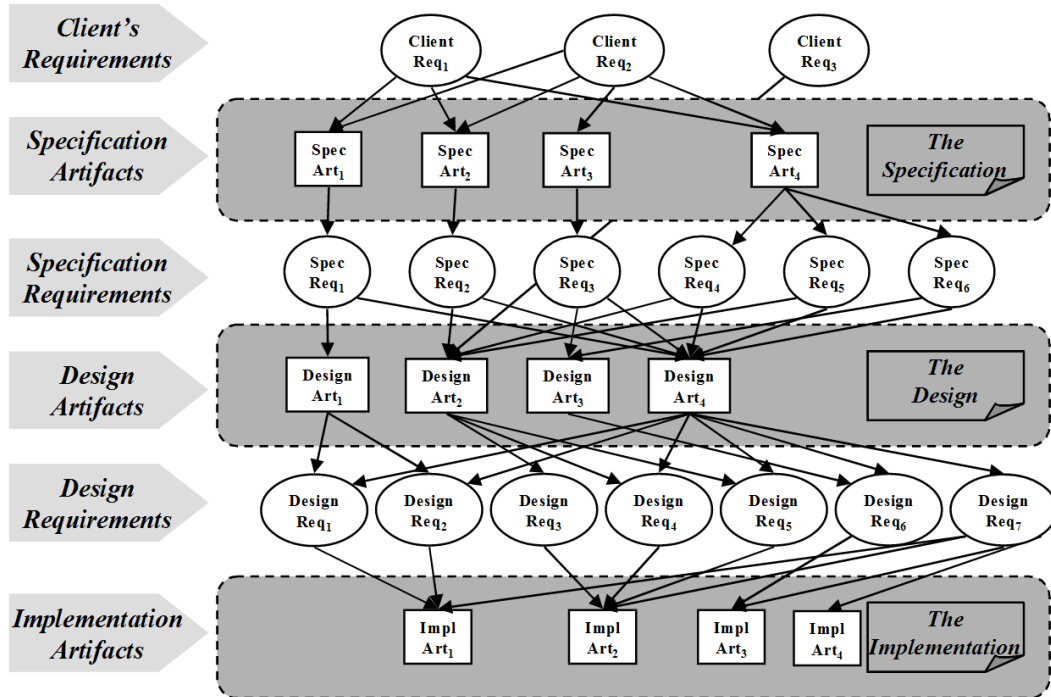 Client's
Requirements
Client
Req1
Client
Req2
Client
Req3
Specification
Artifacts
Spec
Art1
Spec
Art2
Spec
Art3
Spec
Art4
The
Specification
Specification
Requirements
Spec
Req1
Spec
Req2
Spec
Req3
Spec
Req4
Spec
Req5
Spec
Req6
Design
Artifacts
Design
Art1
Design
Art2
Design
Art3
Design
Art4
The
Design
Design
Requirements
Design
Req1
Design
Req2
Design
Req3
Design
Req4
Design
Req5
Design
Req6
Design
Req7
Implementation
Artifacts
Impl
Art1
Impl
Art2
Impl
Art3
Impl
Art4
The
Implementation